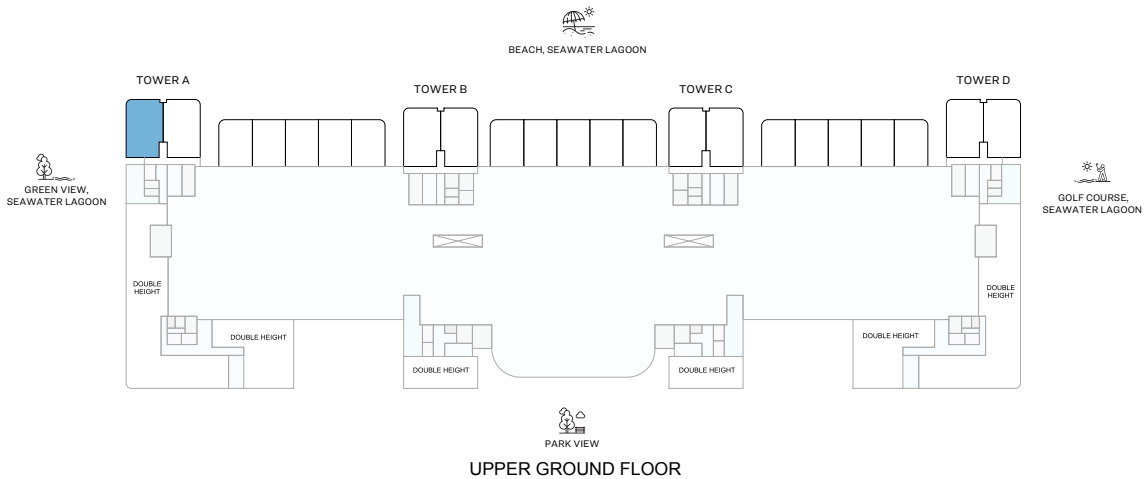 BEACH, SEAWATER LAGOON
TOWER A
TOWER B
TOWER C
TOWER D
GREEN VIEW,
SEAWATER LAGOON
GOLF COURSE,
SEAWATER LAGOON
DOUBLE
HEIGHT
DOUBLE
HEIGHT
DOUBLE HEIGHT
DOUBLE HEIGHT
DOUBLE HEIGHT
DOUBLE HEIGHT
PARK VIEW
UPPER GROUND FLOOR